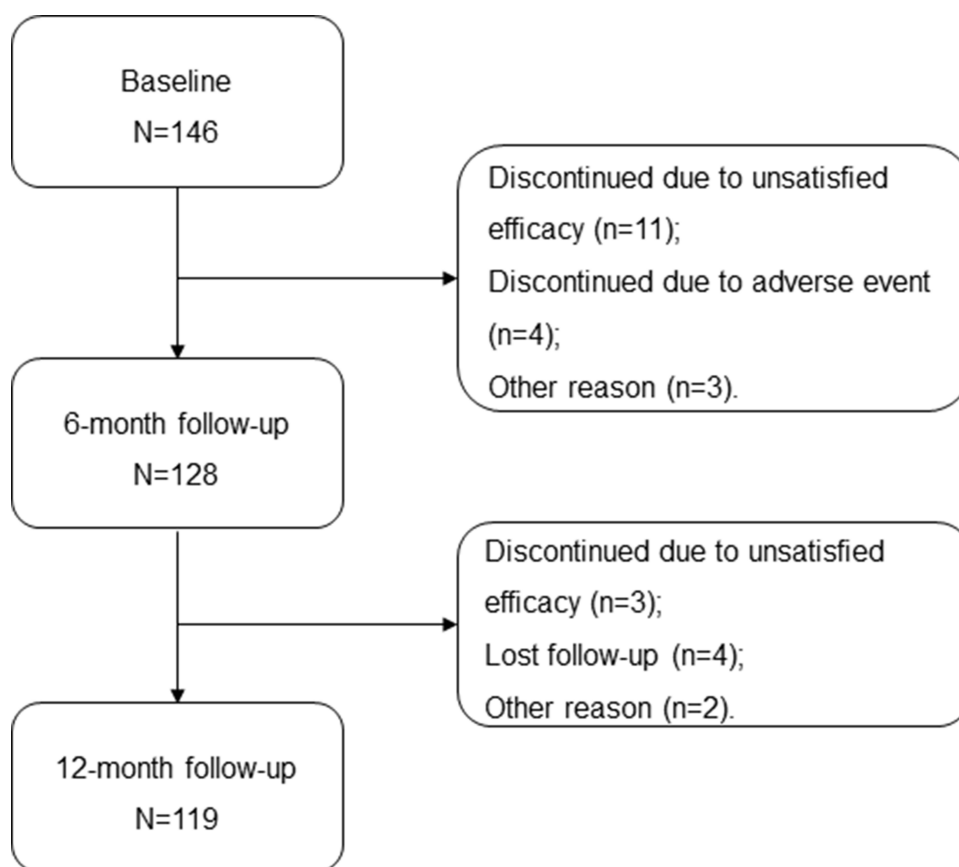 Baseline
N=146
Discontinued due to unsatisfied
efficacy (n=11);
Discontinued due to adverse event
(n=4);
Other reason (n=3).
6-month follow-up
N=128
Discontinued due to unsatisfied
efficacy (n=3);
Lost follow-up (n=4);
Other reason (n=2).
12-month follow-up
N=119